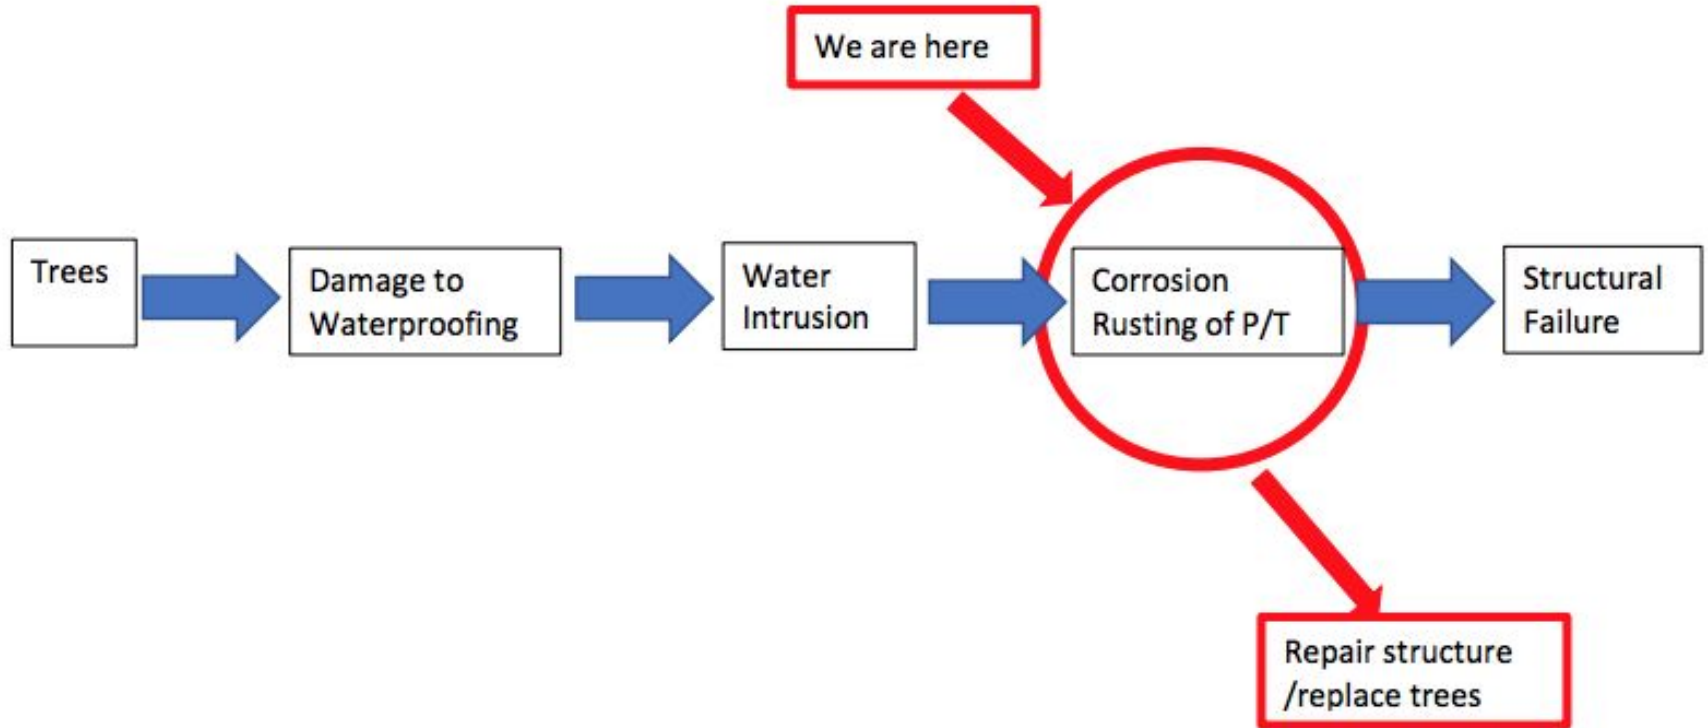 We are here
Trees
Damage to
Waterproofing
Water
Intrusion
Corrosion
Rusting of P/T
Structural
Failure
Repair structure
/replace trees